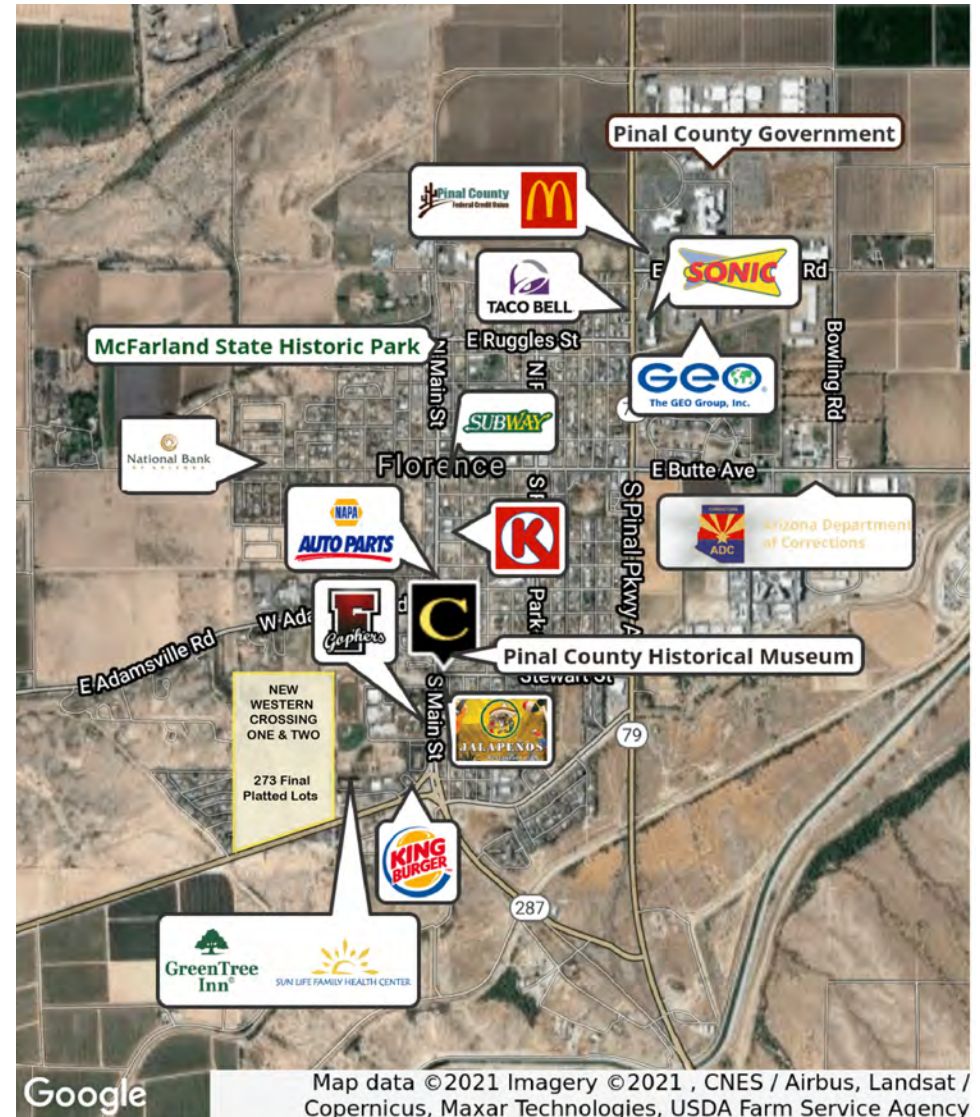 Pinal County Government
Pinal County
Federal Credit Union
SONIC
E
Rd
TACO BELL
E Ruggles St
McFarland State Historic Park
N Main St
Bowling Rd
GEO
The GEO Group, Inc.
SUBWAY
National Bank
OF ARIZONA
Florence
E Butte Ave
S Pinal Pkwy A
NAPA
AUTO PARTS
K
ADC
Arizona Department
of Corrections
F
Gophers
C
W Ada
Park
E Adamsville Rd
Pinal County Historical Museum
Stewart St
NEW
WESTERN
CROSSING
ONE & TWO
273 Final
Platted Lots
S Main St
JALAPENOS
79
KING
BURGER
287
GreenTree
Inn
SUN LIFE FAMILY HEALTH CENTER
Google
Map data ©2021 Imagery ©2021 , CNES / Airbus, Landsat /
Copernicus, Maxar Technologies, USDA Farm Service Agency